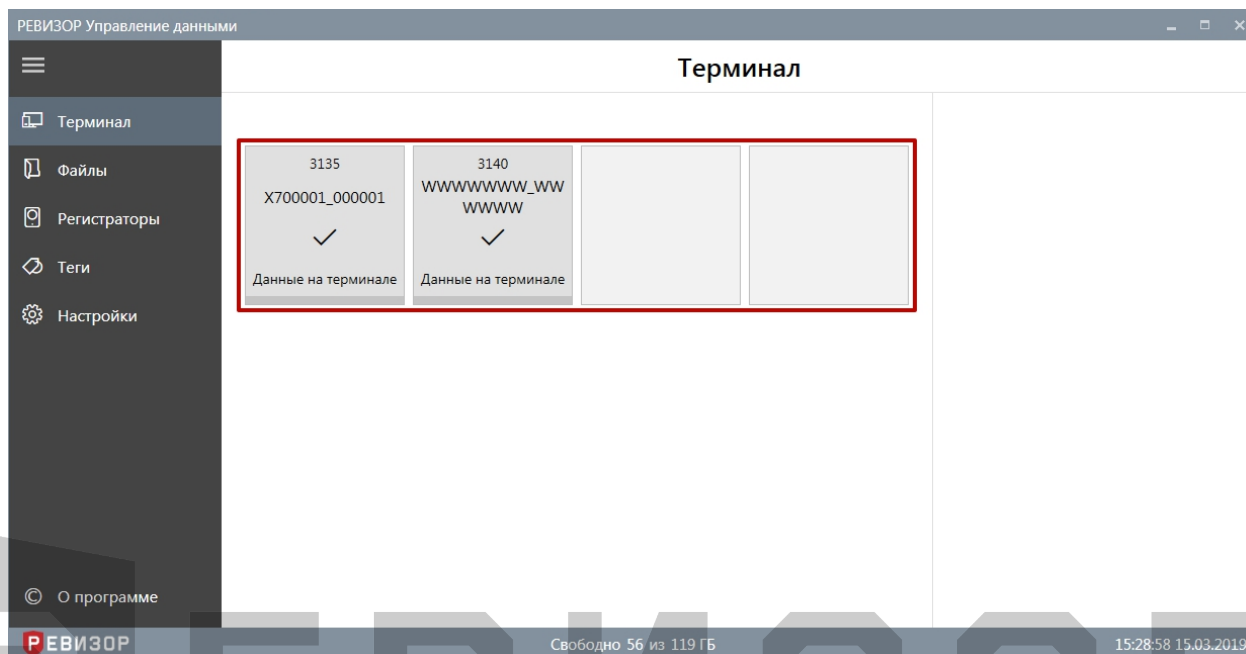 РЕВИЗОР Управление данными
Терминал
Терминал
Файлы
Регистраторы
Теги
Настройки
3135
X700001_000001
Данные на терминале
3140
WWWWWWW_WW
WWWW
Данные на терминале
© О программе
РЕВИЗОР
Свободно 56 из 119 ГБ
15:28:58 15.03.2019